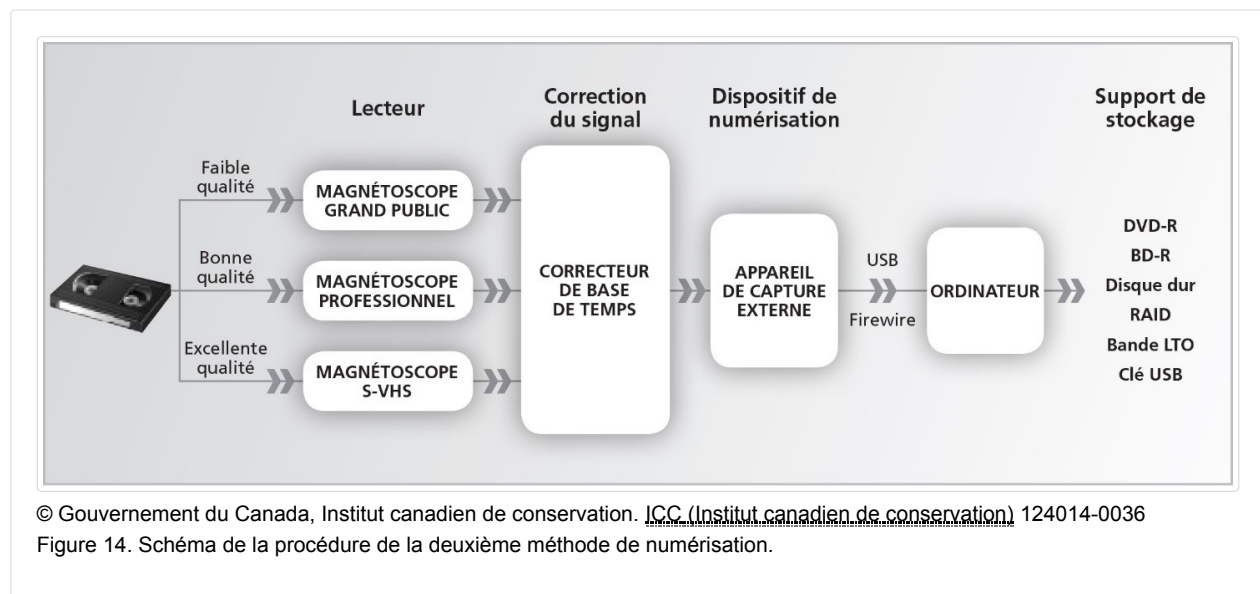 Lecteur
Correction
du signal
Dispositif de
numérisation
Support de
stockage
Faible
qualité
MAGNÉTOSCOPE
GRAND PUBLIC
Bonne
qualité
MAGNÉTOSCOPE
PROFESSIONNEL
Excellente
qualité
MAGNÉTOSCOPE
S-VHS
CORRECTEUR
DE BASE
DE TEMPS
APPAREIL
DE CAPTURE
EXTERNE
USB
Firewire
ORDINATEUR
DVD-R
BD-R
Disque dur
RAID
Bande LTO
Clé USB
© Gouvernement du Canada, Institut canadien de conservation. ICC (Institut canadien de conservation) 124014-0036
Figure 14. Schéma de la procédure de la deuxième méthode de numérisation.